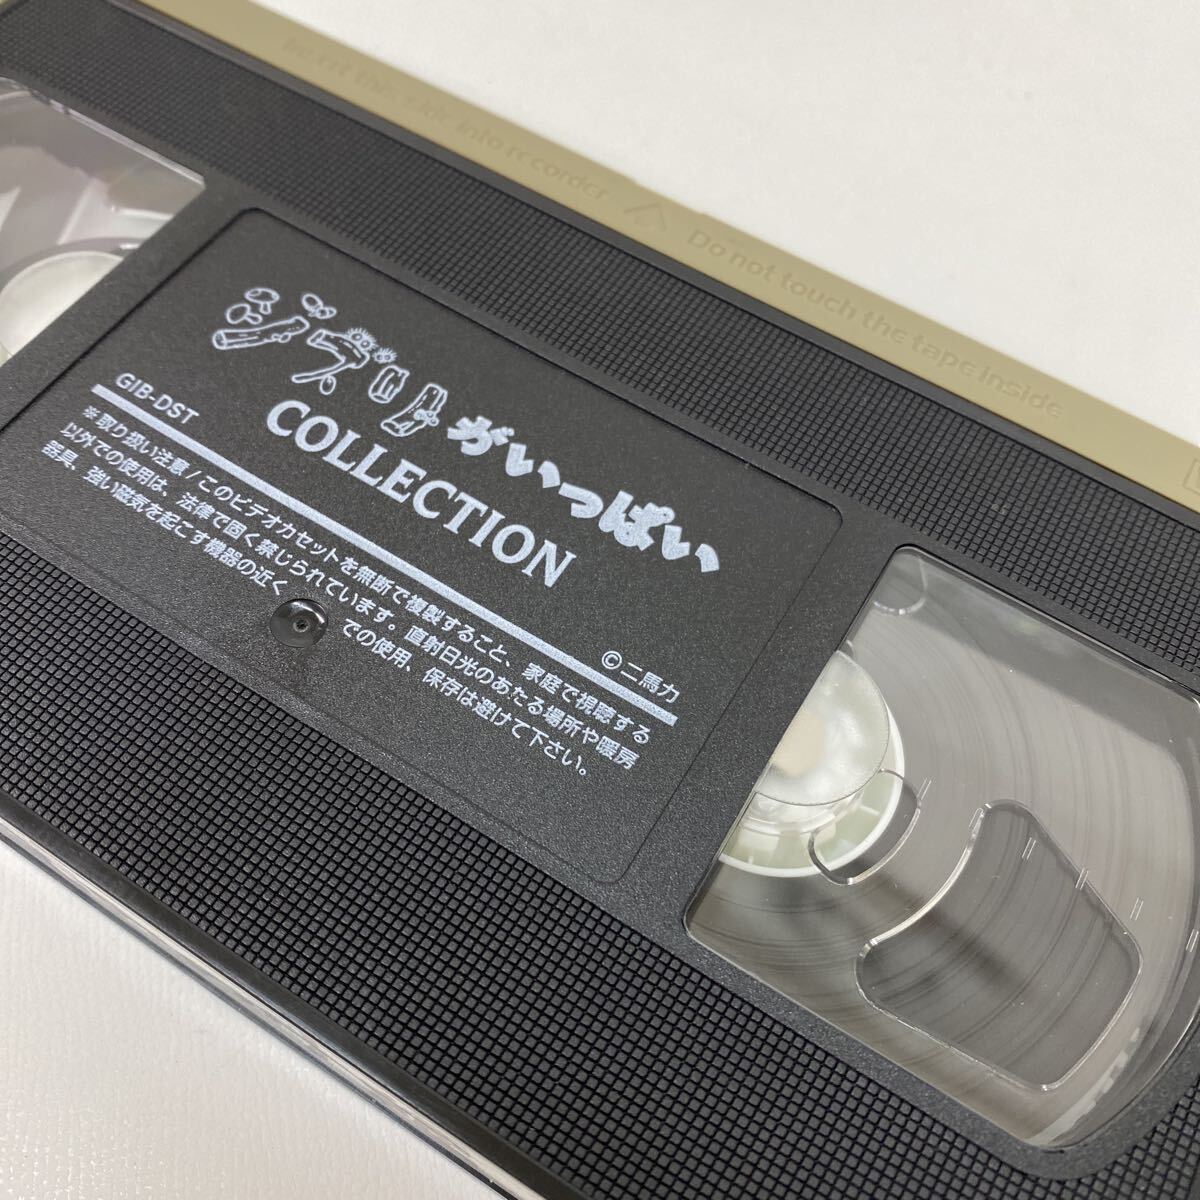 Insert this side into recorder
Do not touch the tape inside
ジブリがいっぱい
COLLECTION
GIB-DST
©二馬力
※取り扱い注意/このビデオカセットを無断で複製すること、家庭で視聴する
以外での使用は、法律で固く禁じられています。直射日光のあたる場所や暖房
器具、強い磁気を起こす機器の近くでの使用、保存は避けて下さい。